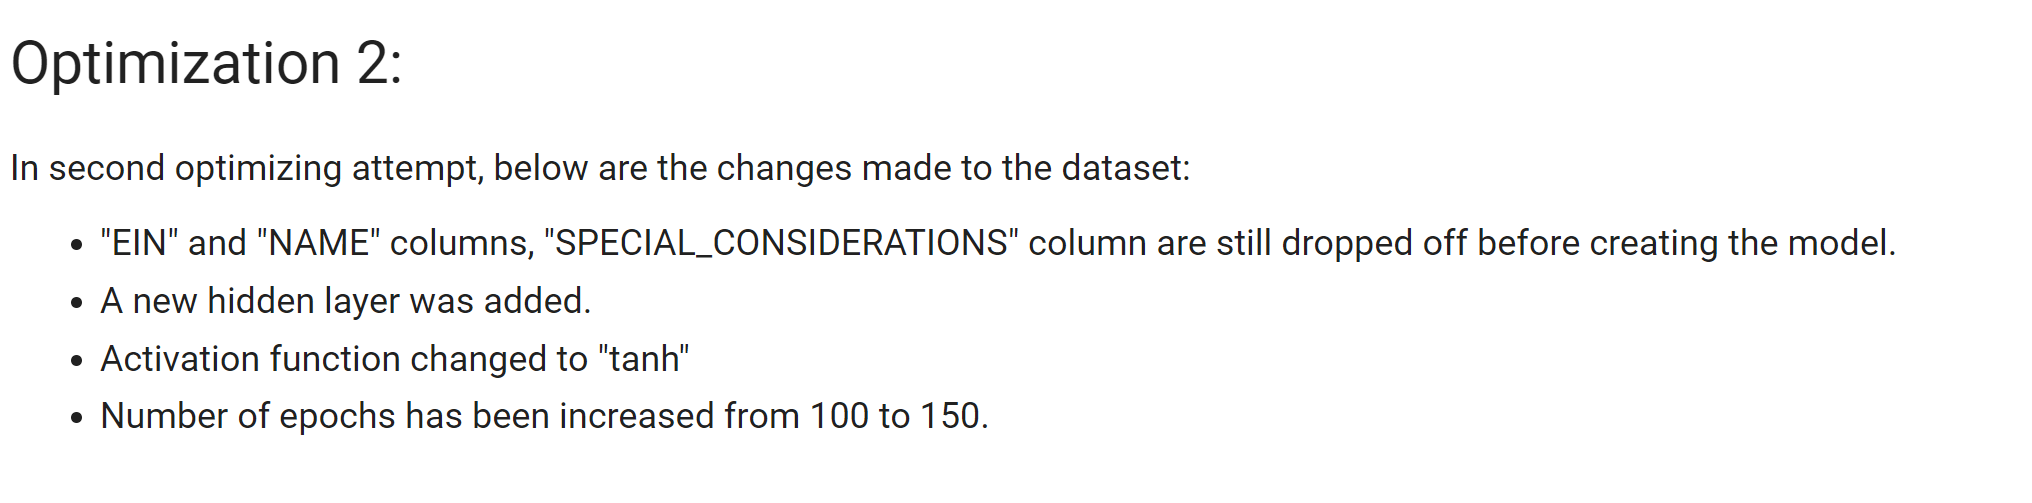 Optimization 2:
In second optimizing attempt, below are the changes made to the dataset:
• "EIN" and "NAME" columns, "SPECIAL_CONSIDERATIONS" column are still dropped off before creating the model.
• A new hidden layer was added.
• Activation function changed to "tanh"
• Number of epochs has been increased from 100 to 150.